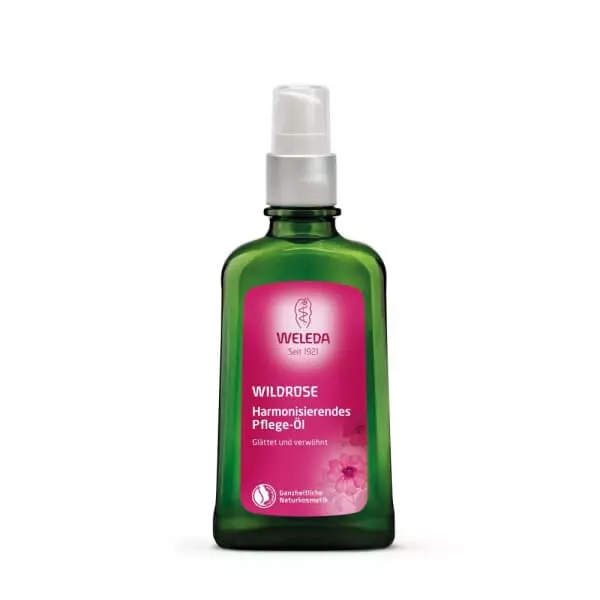 WELEDA
Seit 1921
WILDROSE
Harmonisierendes
Pflege-Öl
Glättet und verwöhnt
Ganzheitliche
Naturkosmetik